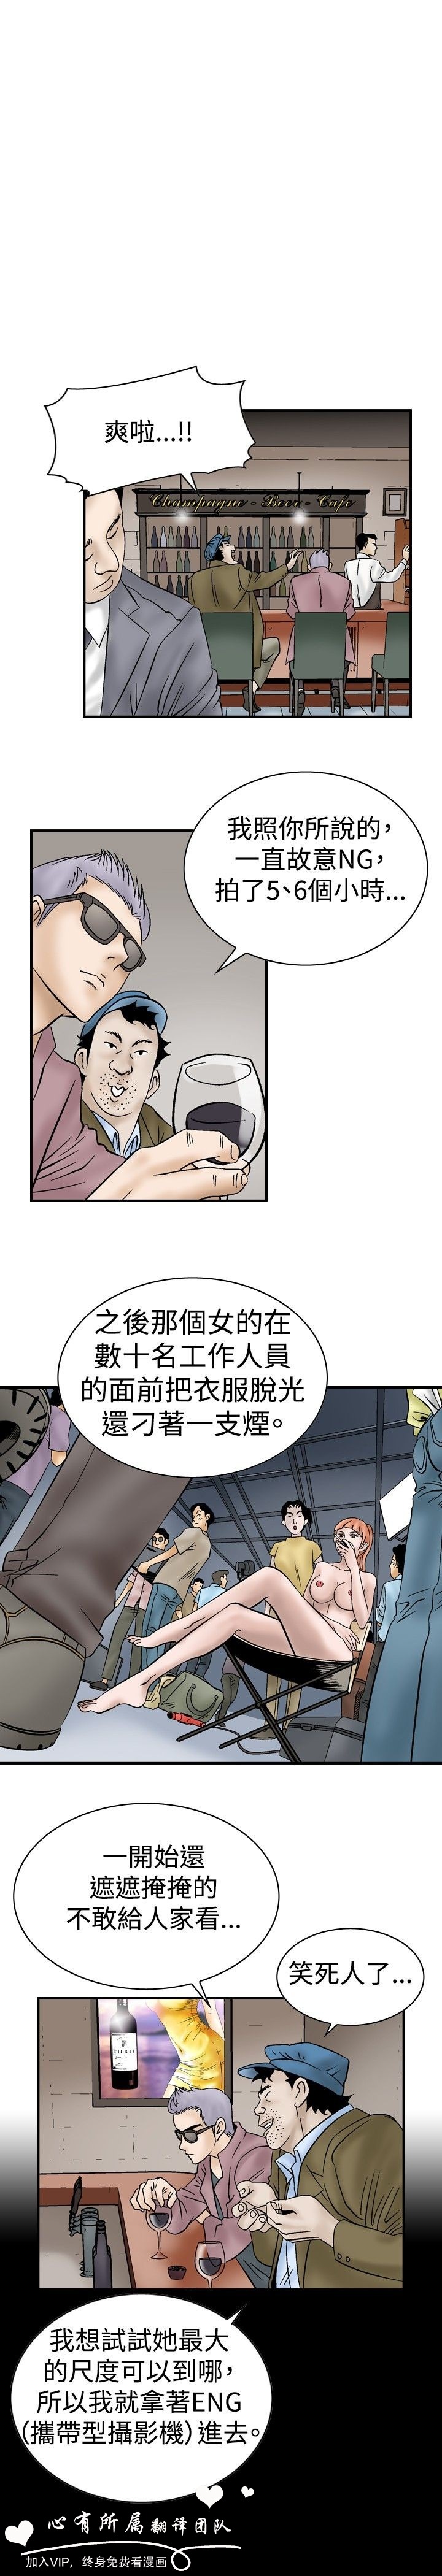 爽啦...!!
Champagne - Beer - Cafe
我照你所說的，
一直故意NG，
拍了5、6個小時...
之後那個女的在
數十名工作人員
的面前把衣服脫光
還刁著一支煙。
一開始還
遮遮掩掩的
不敢給人家看...
笑死人了...
我想試試她最大
的尺度可以到哪，
所以我就拿著ENG
(攜帶型攝影機)進去。
心有所属翻译团队
加入VIP，终身免费看漫画